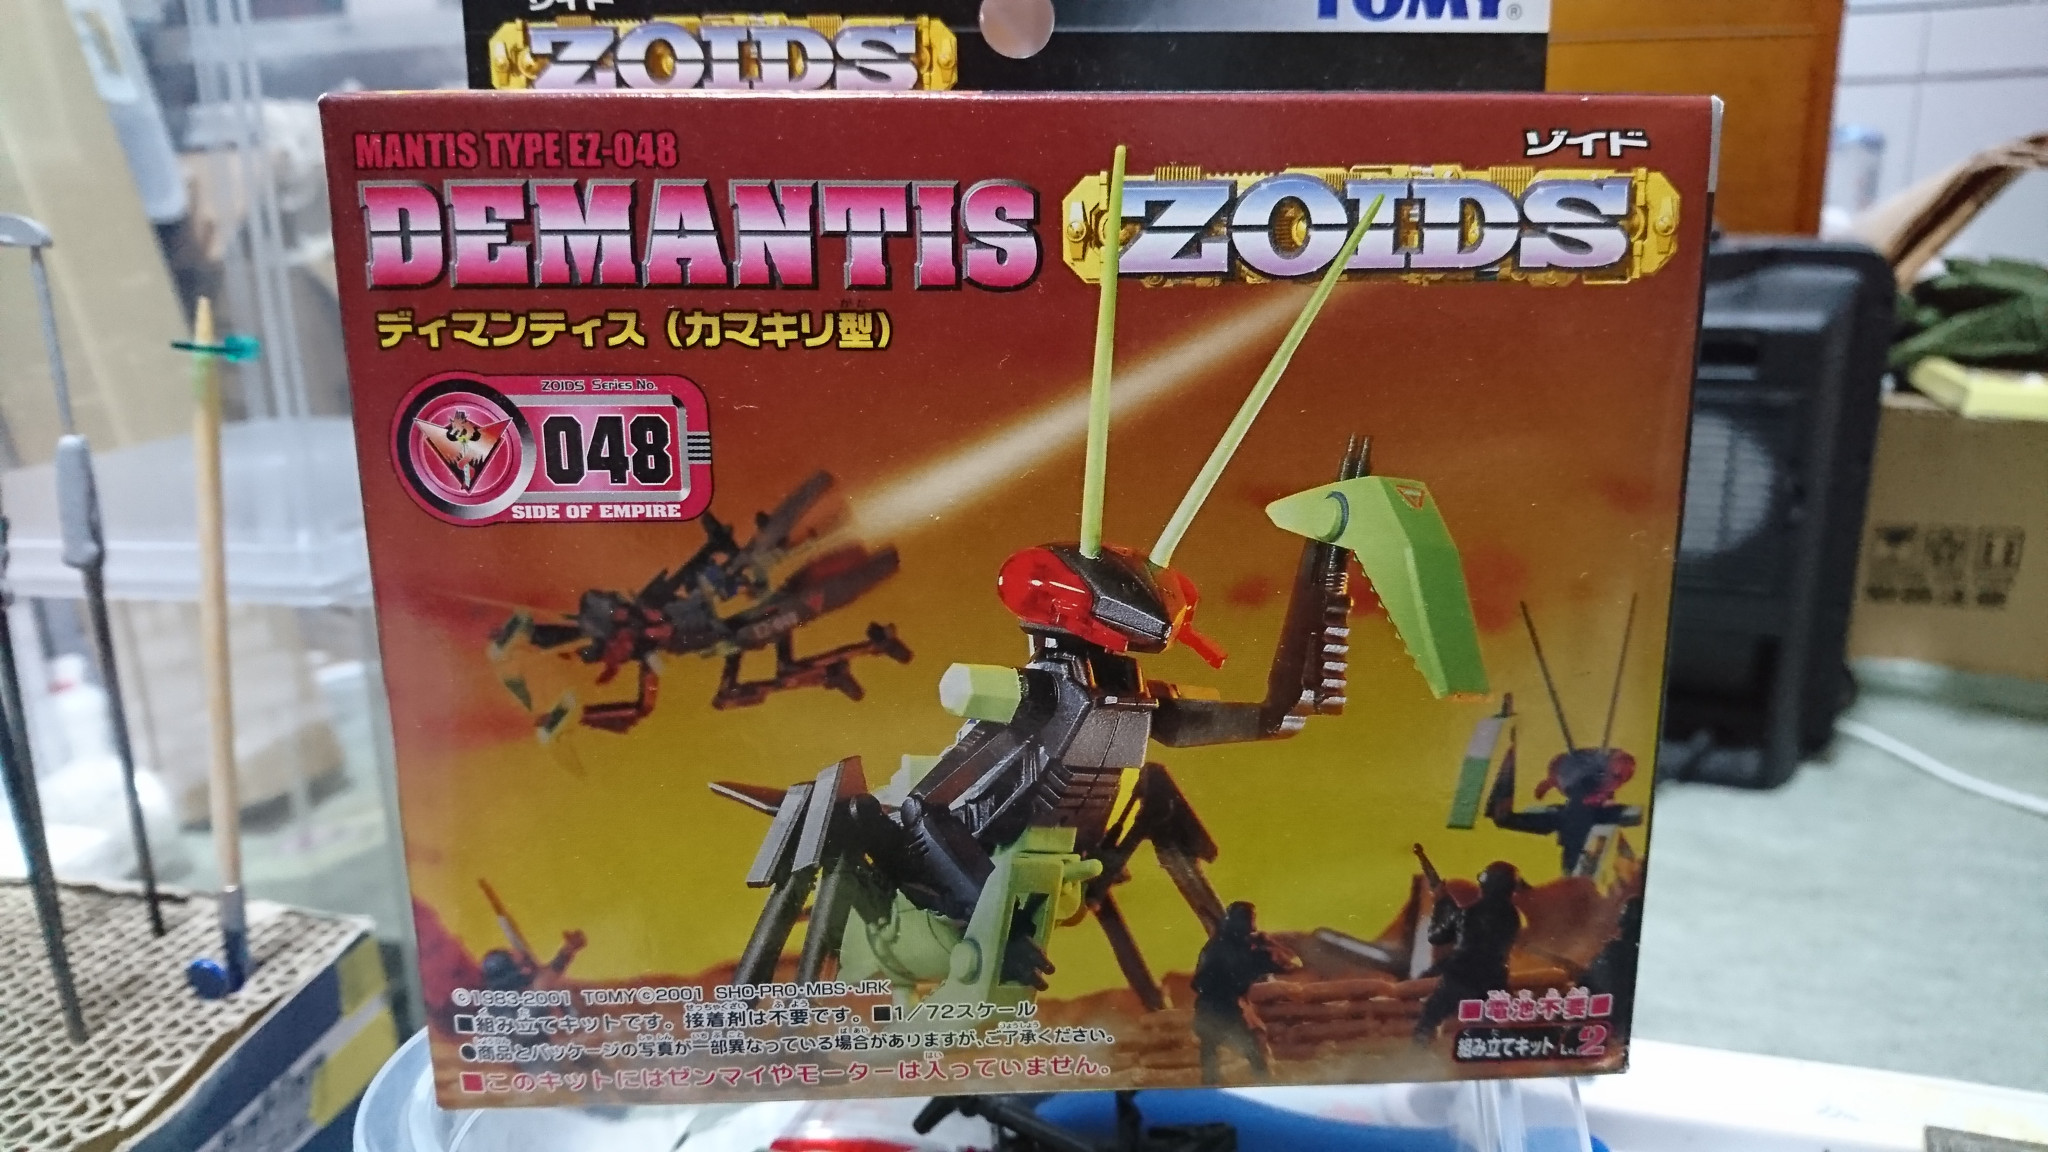 ゾイド
TOMY®
ZOIDS
MANTIS TYPE EZ-048
DEMANTIS
ゾイド
ZOIDS
がた
ディマンティス（カマキリ型）
ZOIDS Series No.
048
SIDE OF EMPIRE
©1983-2001 TOMY©2001 SHO-PRO・MBS・JRK
■組み立てキットです。接着剤は不要です。■1/72スケール
●商品とパッケージの写真が一部異なっている場合がありますが、ご了承ください。
■このキットにはゼンマイやモーターは入っていません。
■電池不要■
組み立てキット Lv.2